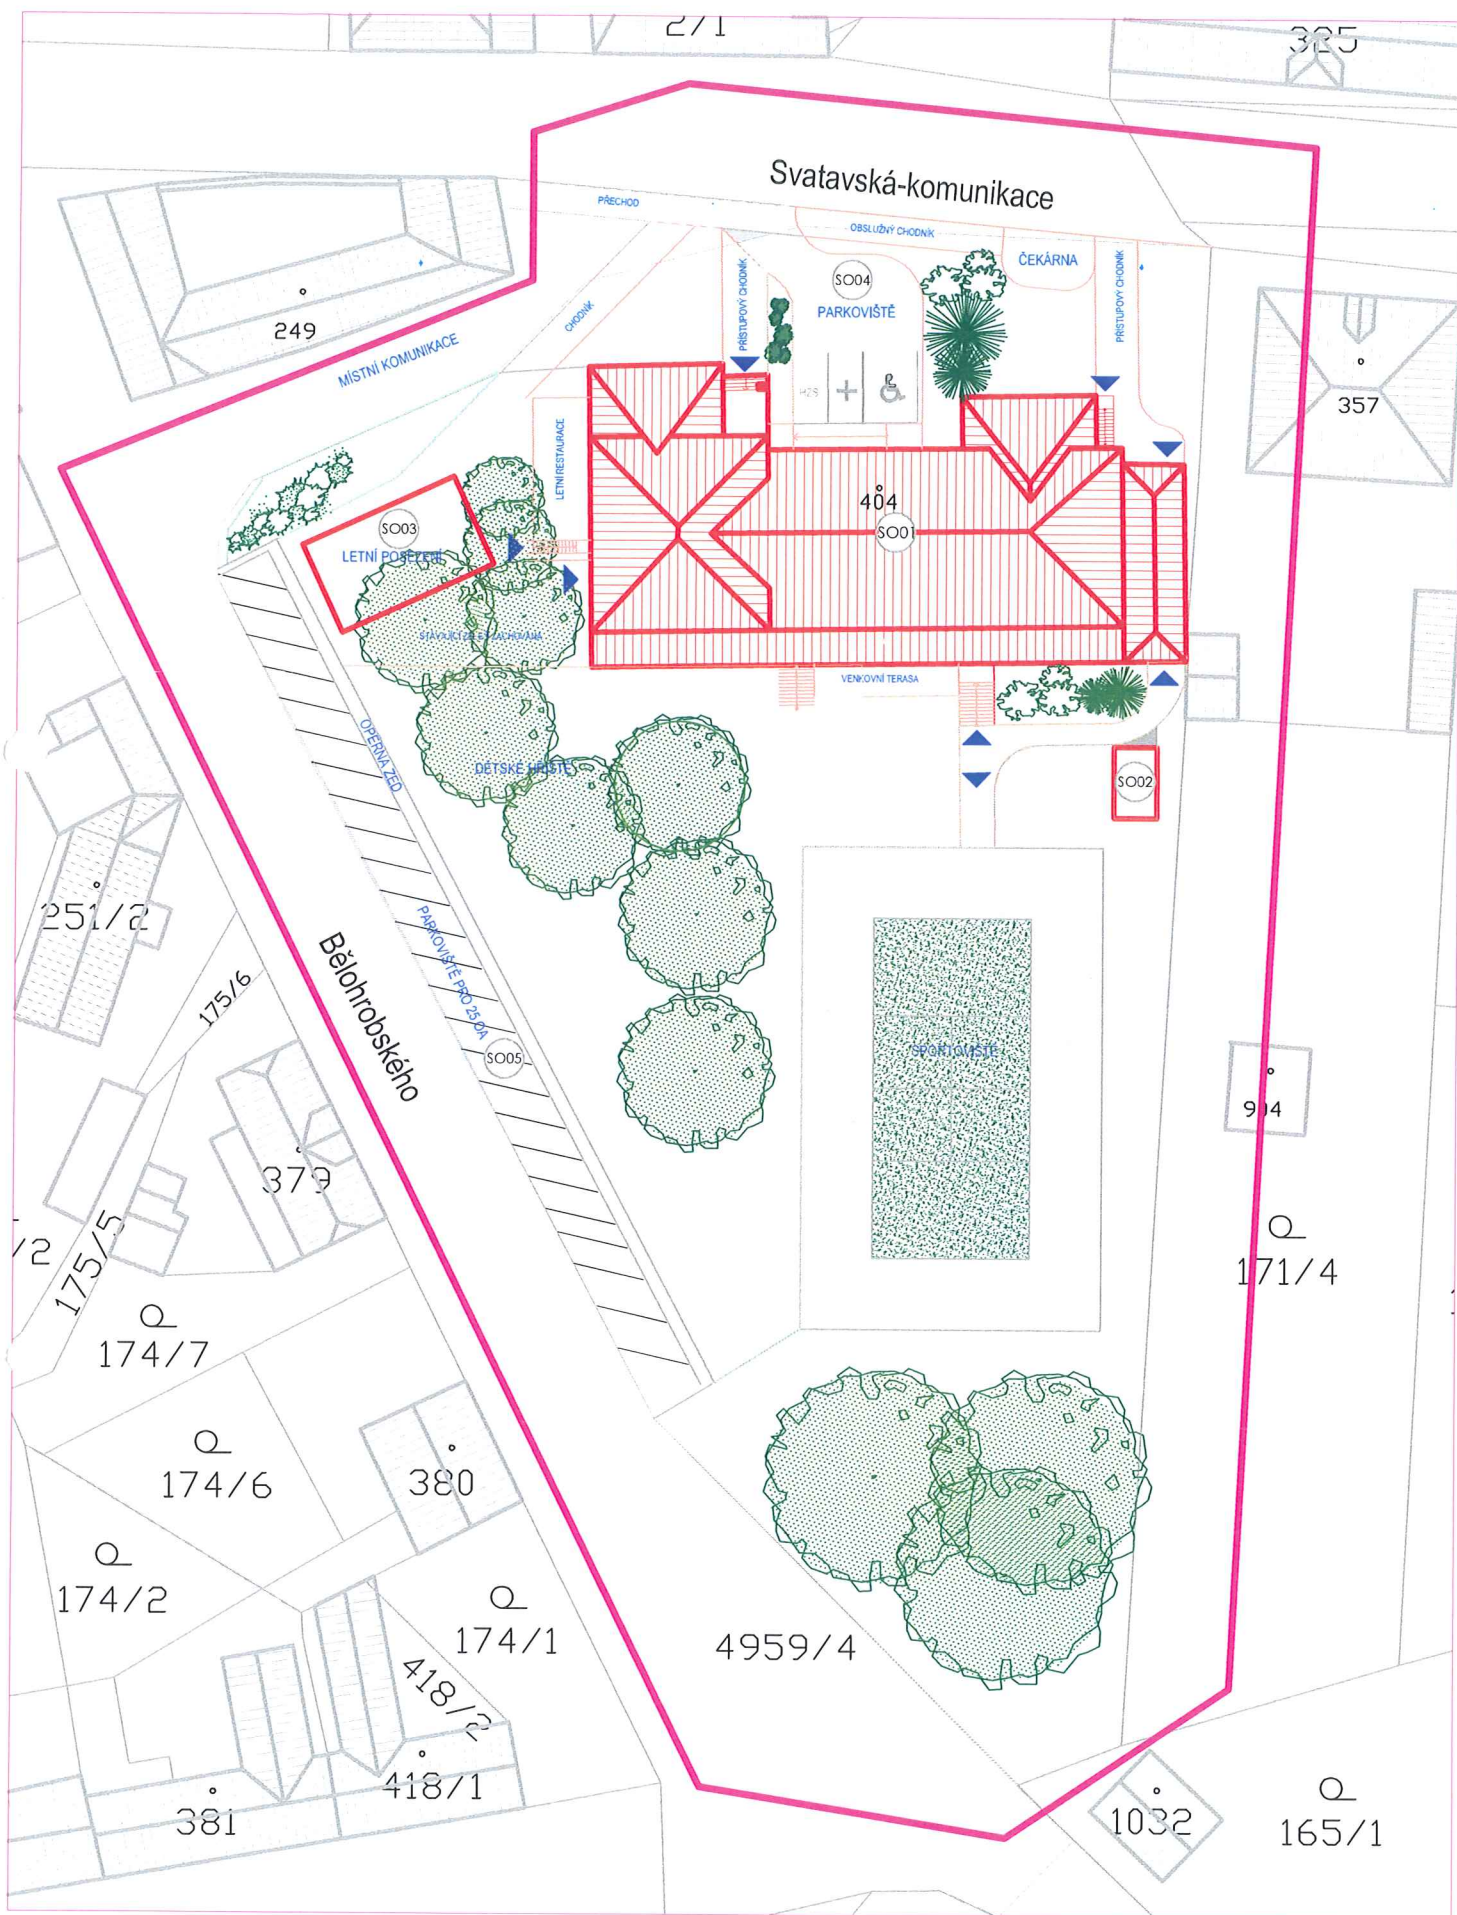 271
325
Svatavská-komunikace
PŘECHOD
OBSLUŽNÝ CHODNÍK
ČEKÁRNA
SO04
PARKOVIŠTĚ
PŘÍSTUPOVÝ CHODNÍK
PŘÍSTUPOVÝ CHODNÍK
CHODNÍK
249
MÍSTNÍ KOMUNIKACE
HZS
357
LETNÍ RESTAURACE
404
SO01
SO03
LETNÍ POSEZENÍ
VENKOVNÍ TERASA
OPĚRNÁ ZEĎ
DĚTSKÉ HŘIŠTĚ
SO02
251/2
PARKOVIŠTĚ PRO 25 OA
Bělohrobského
175/6
SO05
SPORTOVIŠTĚ
904
379
175/5
/2
171/4
174/7
174/6
380
174/2
174/1
4959/4
418/2
418/1
381
1032
165/1